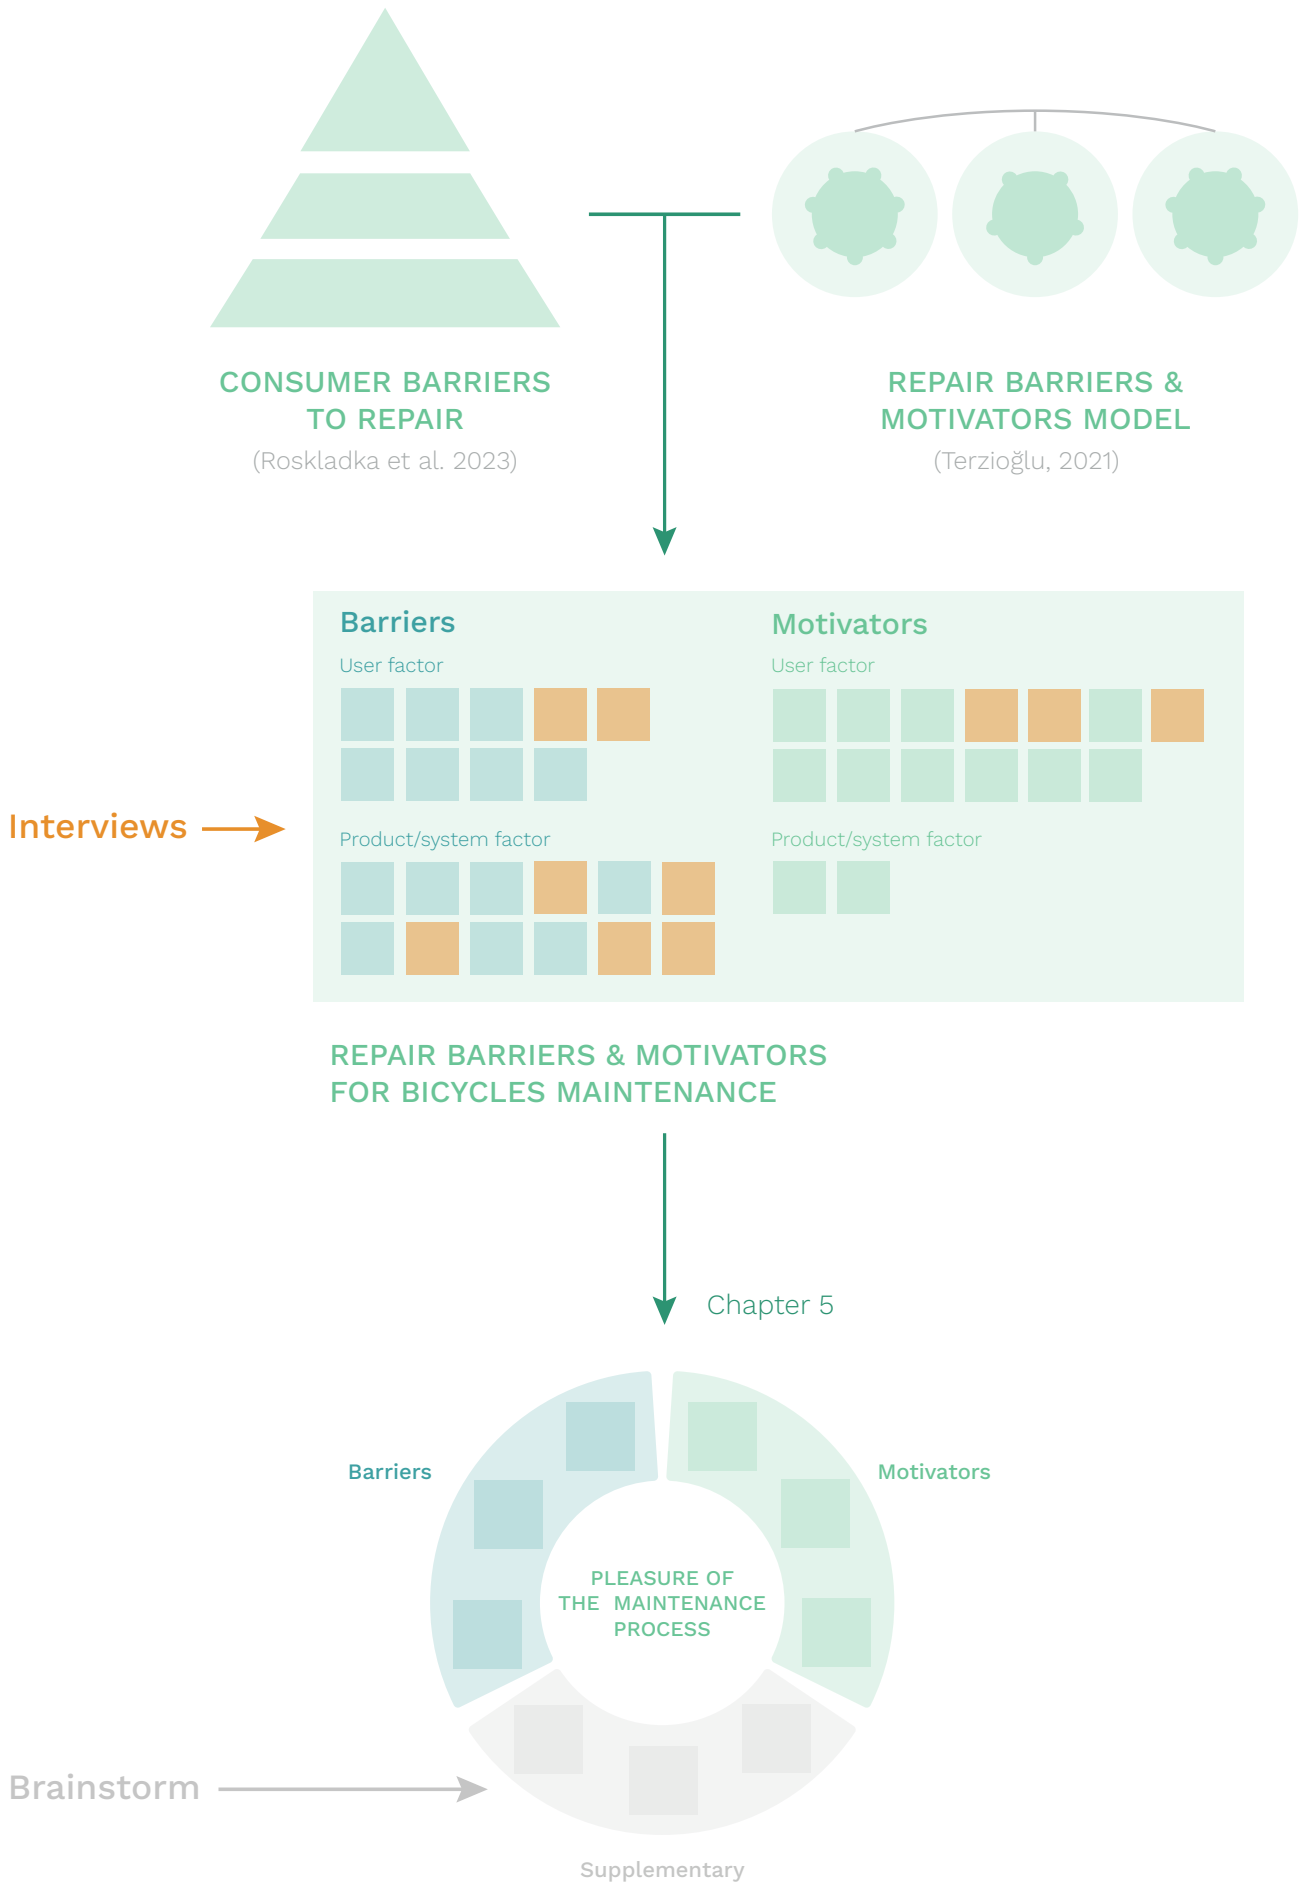 CONSUMER BARRIERS
TO REPAIR
(Roskladka et al. 2023)
REPAIR BARRIERS &
MOTIVATORS MODEL
(Terzioğlu, 2021)
Barriers
User factor
Product/system factor
Motivators
User factor
Product/system factor
Interviews
REPAIR BARRIERS & MOTIVATORS
FOR BICYCLES MAINTENANCE
Chapter 5
Barriers
Motivators
PLEASURE OF
THE MAINTENANCE
PROCESS
Brainstorm
Supplementary